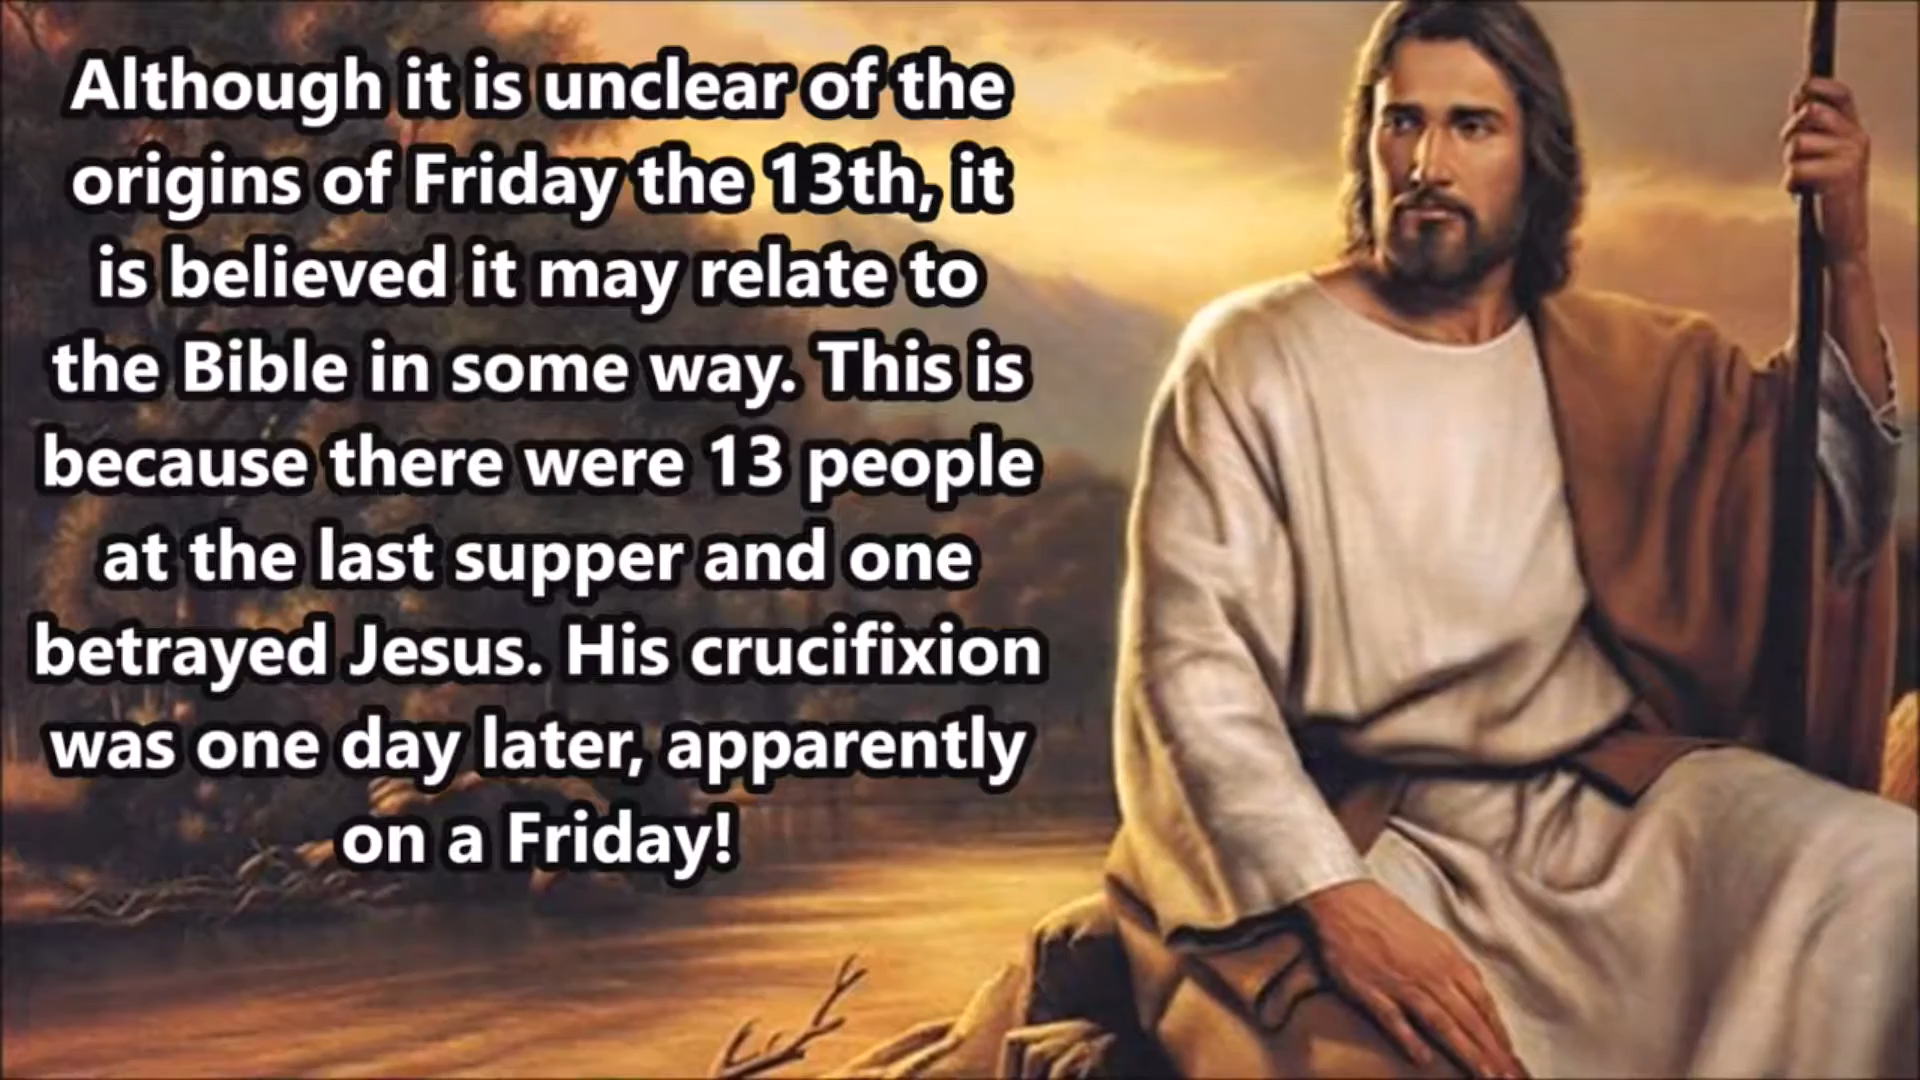 Although it is unclear of the
origins of Friday the 13th, it
is believed it may relate to
the Bible in some way. This is
because there were 13 people
at the last supper and one
betrayed Jesus. His crucifixion
was one day later, apparently
on a Friday!